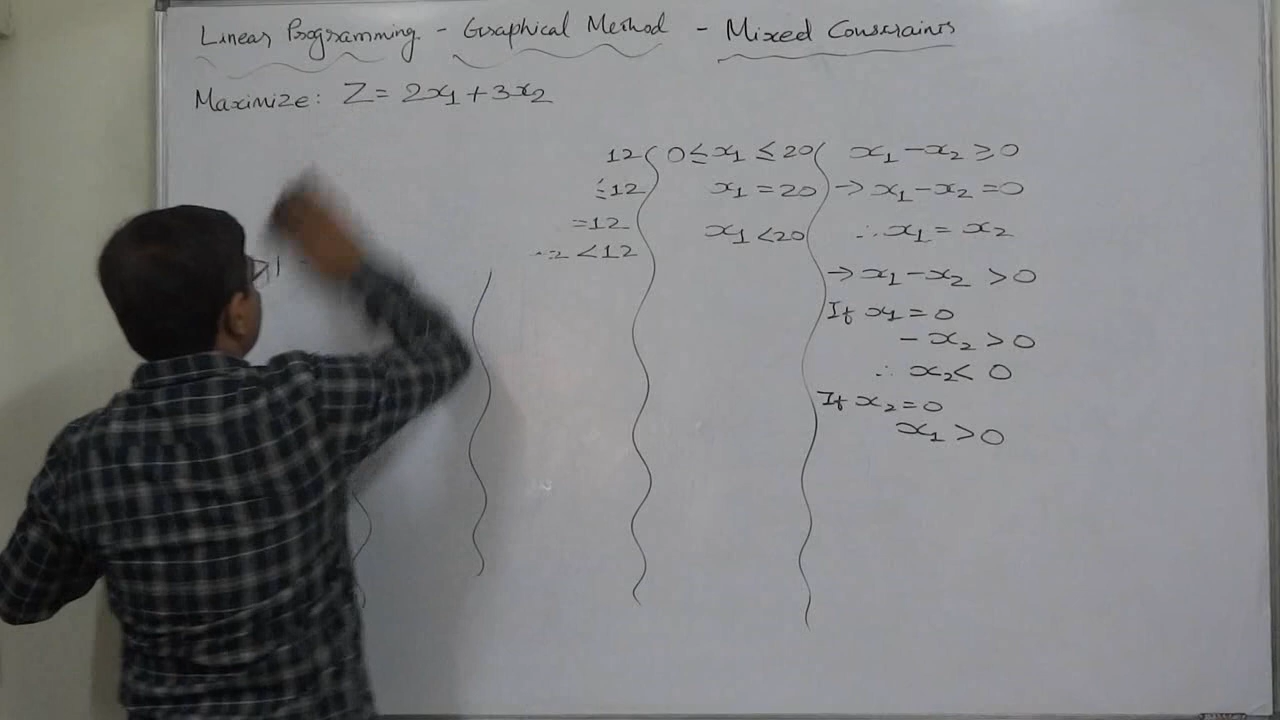 Linear Programming - Graphical Method - Mixed Constraints
Maximize: Z = 2x₁ + 3x₂
12
≤12
=12
2 <12
0 ≤ x₁ ≤ 20
x₁ = 20
x₁ < 20
x₁ - x₂ ≥ 0
→ x₁ - x₂ = 0
∴ x₁ = x₂
→ x₁ - x₂ > 0
If x₁ = 0
- x₂ > 0
∴ x₂ < 0
If x₂ = 0
x₁ > 0